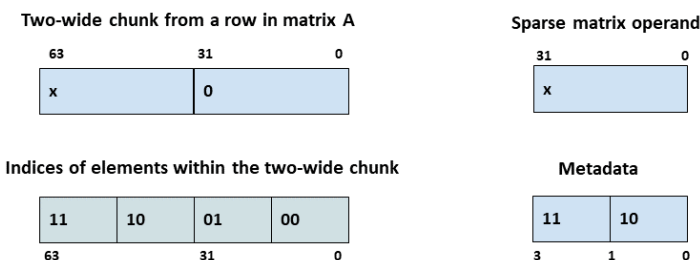 Two-wide chunk from a row in matrix A
63 31 0
x 0
Indices of elements within the two-wide chunk
11 10 01 00
63 31 0
Sparse matrix operand
31 0
x
Metadata
11 10
3 1 0